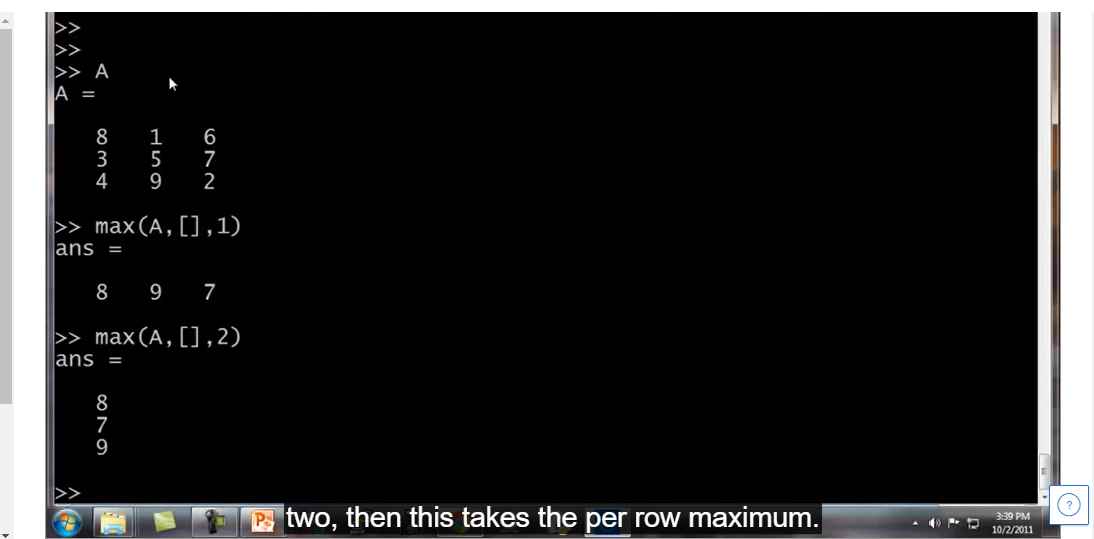 >>
>>
>> A
A =
8 1 6
3 5 7
4 9 2
>> max(A,[],1)
ans =
8 9 7
>> max(A,[],2)
ans =
8
7
9
>>
two, then this takes the per row maximum.
3:39 PM
10/2/2011
?